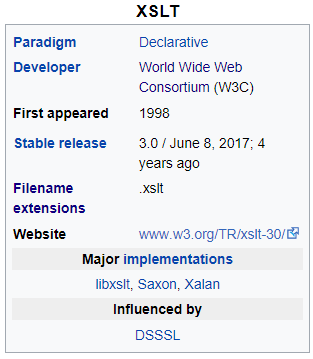 XSLT
Paradigm Declarative
Developer World Wide Web
Consortium (W3C)
First appeared 1998
Stable release 3.0 / June 8, 2017; 4
years ago
Filename .xslt
extensions
Website www.w3.org/TR/xslt-30/
Major implementations
libxslt, Saxon, Xalan
Influenced by
DSSSL